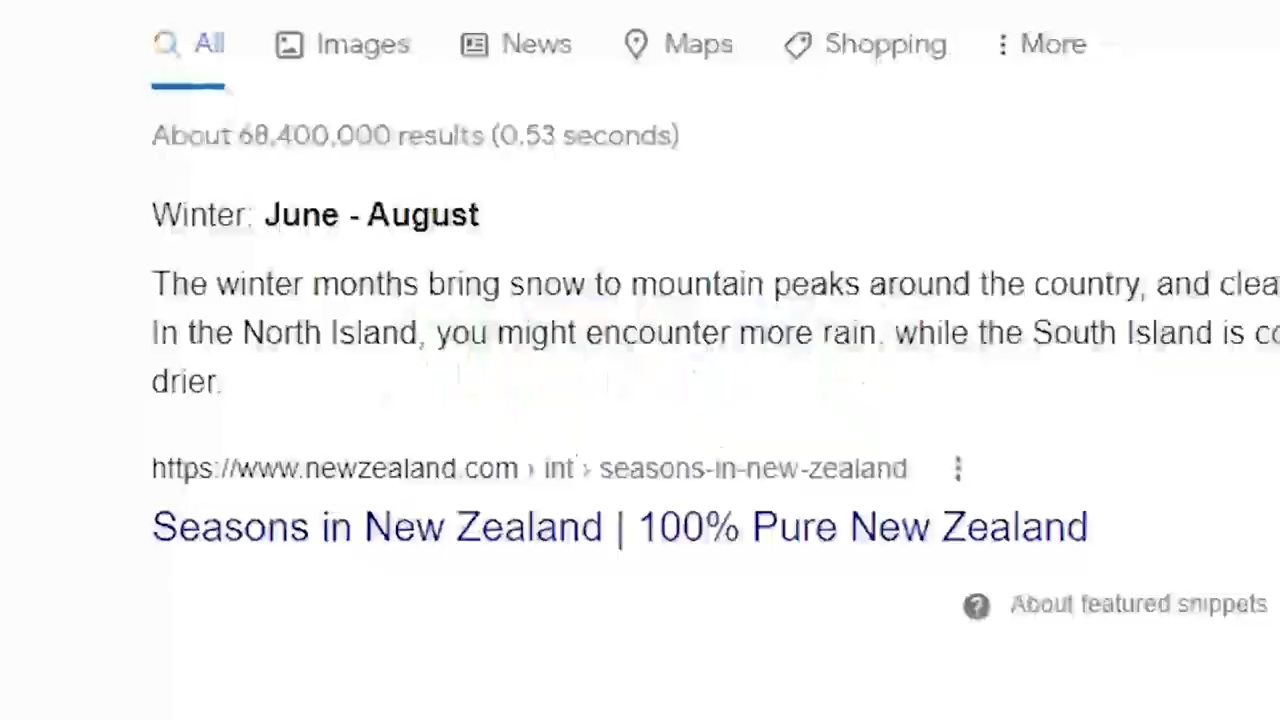 All Images News Maps Shopping More
About 68,400,000 results (0.53 seconds)
Winter: June - August
The winter months bring snow to mountain peaks around the country, and
In the North Island, you might encounter more rain, while the South Island is
drier.
https://www.newzealand.com › int › seasons-in-new-zealand
Seasons in New Zealand | 100% Pure New Zealand
About featured snippets